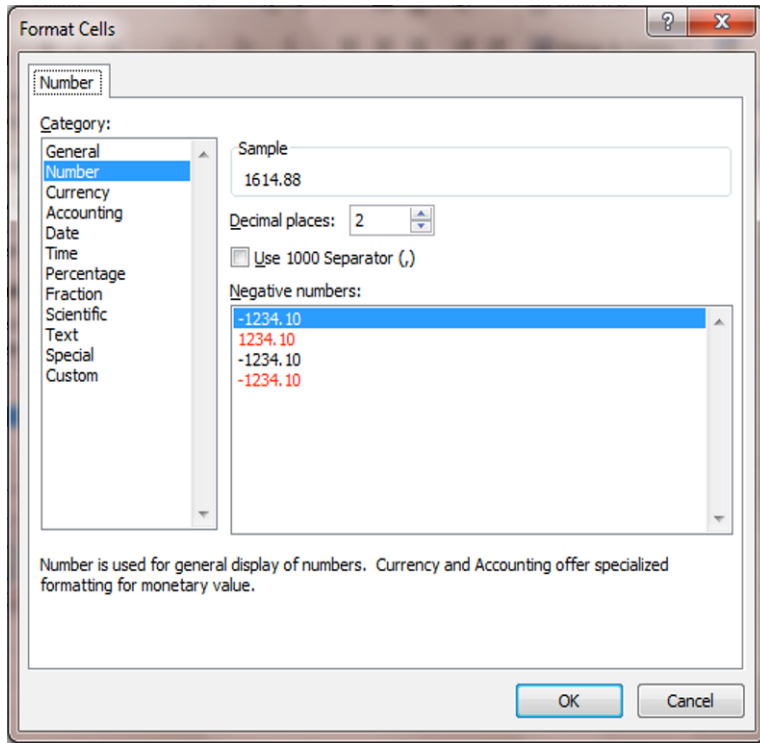 Format Cells
Number
Category:
General
Number
Currency
Accounting
Date
Time
Percentage
Fraction
Scientific
Text
Special
Custom
Sample
1614.88
Decimal places: 2
Use 1000 Separator (,)
Negative numbers:
-1234.10
1234.10
-1234.10
-1234.10
Number is used for general display of numbers. Currency and Accounting offer specialized
formatting for monetary value.
OK Cancel